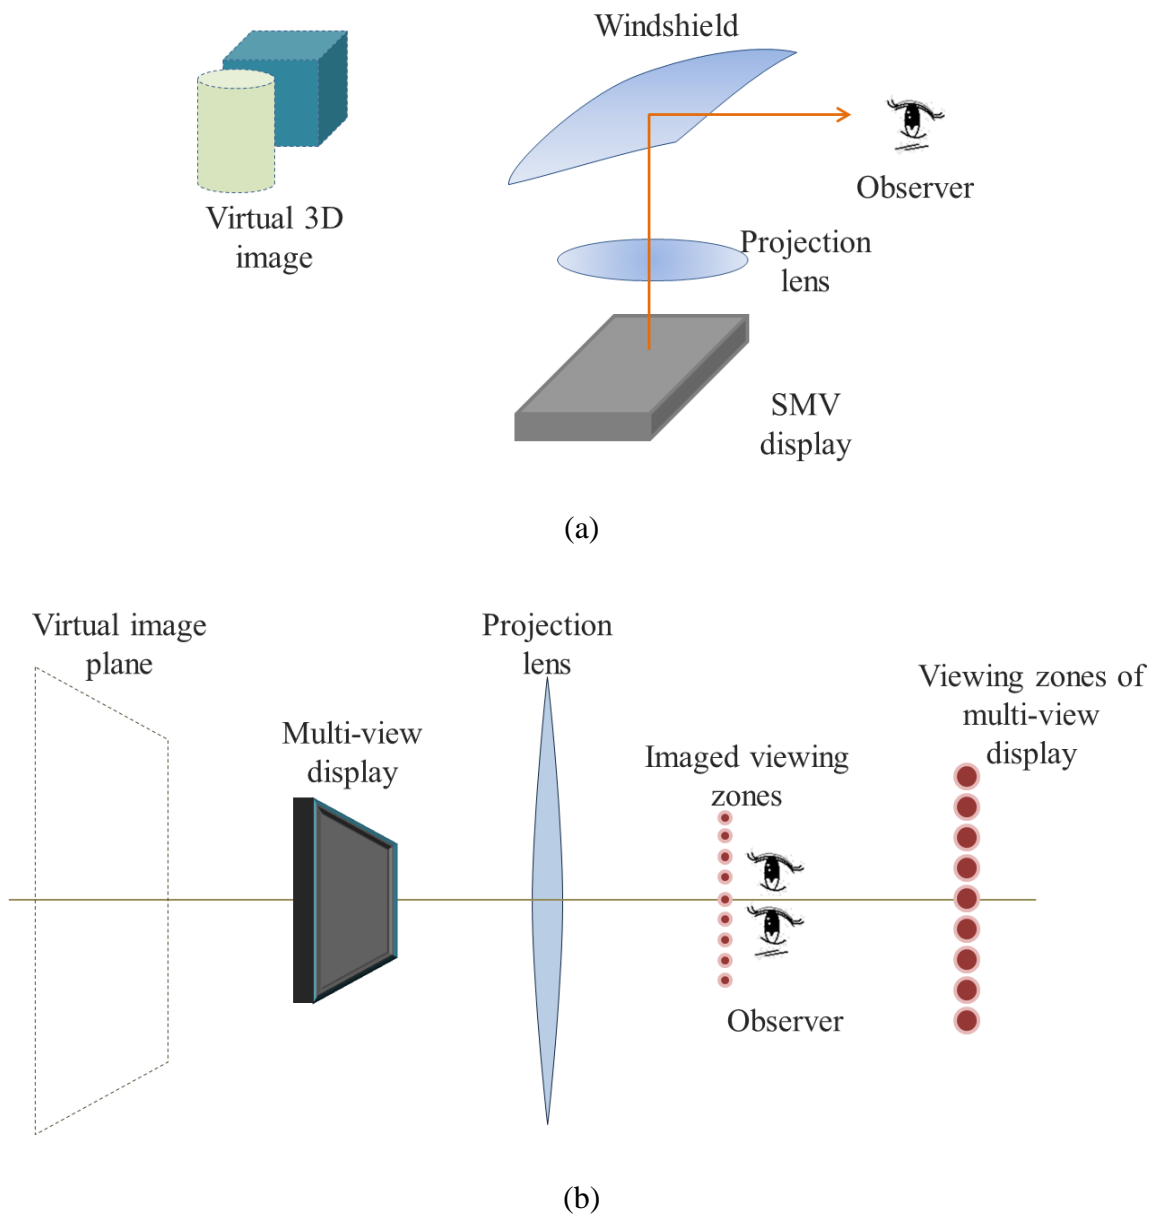 Windshield
Virtual 3D
image
Observer
Projection
lens
SMV
display
(a)
Virtual image
plane
Projection
lens
Multi-view
display
Imaged viewing
zones
Viewing zones of
multi-view
display
Observer
(b)